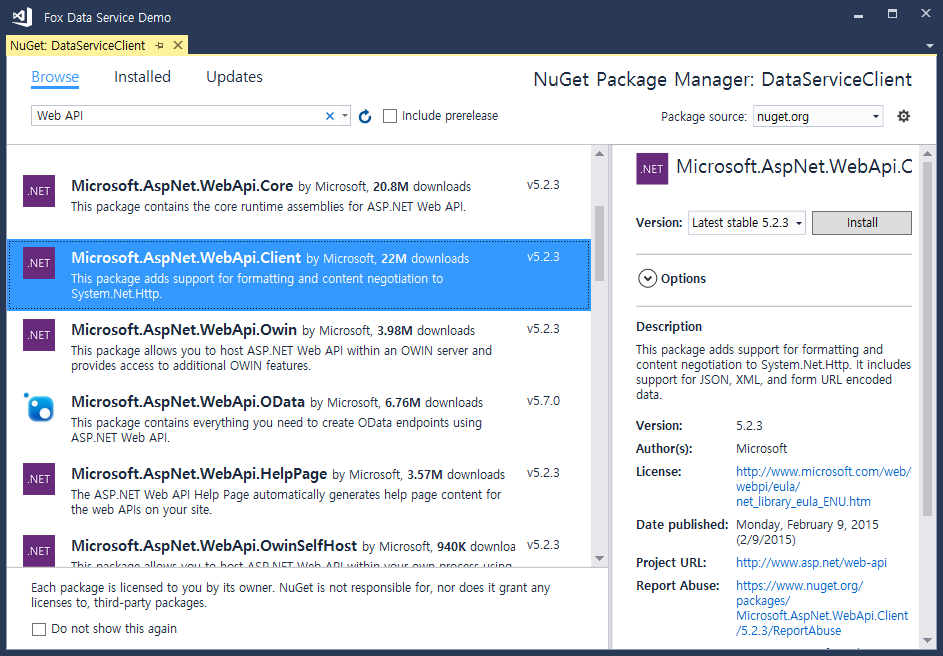 Fox Data Service Demo
NuGet: DataServiceClient
Browse Installed Updates
NuGet Package Manager: DataServiceClient
Web API
Include prerelease
Package source: nuget.org
.NET
Microsoft.AspNet.WebApi.Core by Microsoft, 20.8M downloads v5.2.3
This package contains the core runtime assemblies for ASP.NET Web API.
.NET
Microsoft.AspNet.WebApi.Client by Microsoft, 22M downloads v5.2.3
This package adds support for formatting and content negotiation to
System.Net.Http.
.NET
Microsoft.AspNet.WebApi.Owin by Microsoft, 3.98M downloads v5.2.3
This package allows you to host ASP.NET Web API within an OWIN server and
provides access to additional OWIN features.
Microsoft.AspNet.WebApi.OData by Microsoft, 6.76M downloads v5.7.0
This package contains everything you need to create OData endpoints using
ASP.NET Web API.
.NET
Microsoft.AspNet.WebApi.HelpPage by Microsoft, 3.57M downloads v5.2.3
The ASP.NET Web API Help Page automatically generates help page content for
the web APIs on your site.
.NET
Microsoft.AspNet.WebApi.OwinSelfHost by Microsoft, 940K downloa v5.2.3
This package allows you to host ASP.NET Web API within your own process using
Each package is licensed to you by its owner. NuGet is not responsible for, nor does it grant any
licenses to, third-party packages.
Do not show this again
.NET
Microsoft.AspNet.WebApi.C
Version: Latest stable 5.2.3 Install
Options
Description
This package adds support for formatting and
content negotiation to System.Net.Http. It includes
support for JSON, XML, and form URL encoded
data.
Version: 5.2.3
Author(s): Microsoft
License: http://www.microsoft.com/web/
webpi/eula/
net_library_eula_ENU.htm
Date published: Monday, February 9, 2015
(2/9/2015)
Project URL: http://www.asp.net/web-api
Report Abuse: https://www.nuget.org/
packages/
Microsoft.AspNet.WebApi.Client
/5.2.3/ReportAbuse